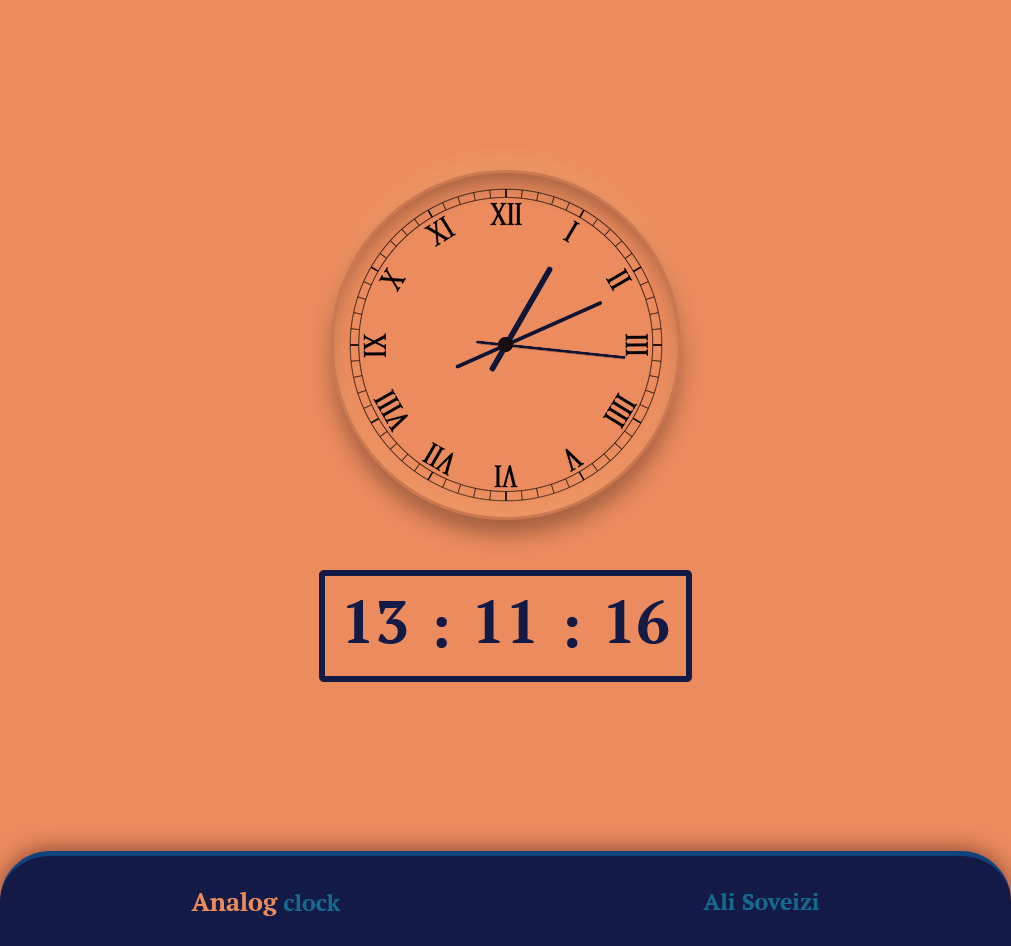 XII
I
II
III
IIII
V
VI
VII
VIII
IX
X
XI
13 : 11 : 16
Analog clock
Ali Soveizi